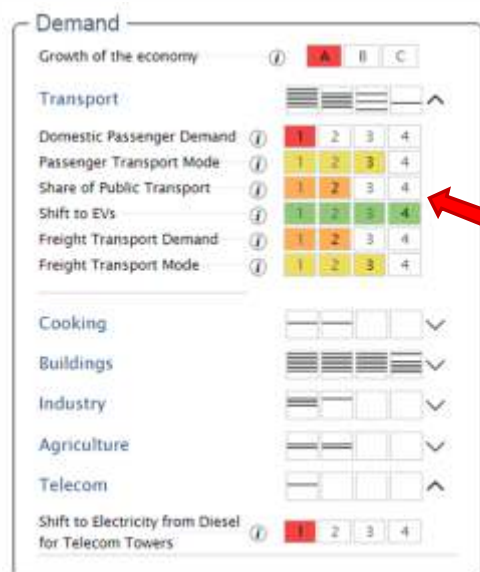 Demand
Growth of the economy i A B C
Transport
Domestic Passenger Demand i 1 2 3 4
Passenger Transport Mode i 1 2 3 4
Share of Public Transport i 1 2 3 4
Shift to EVs i 1 2 3 4
Freight Transport Demand i 1 2 3 4
Freight Transport Mode i 1 2 3 4
Cooking
Buildings
Industry
Agriculture
Telecom
Shift to Electricity from Diesel
for Telecom Towers i 1 2 3 4